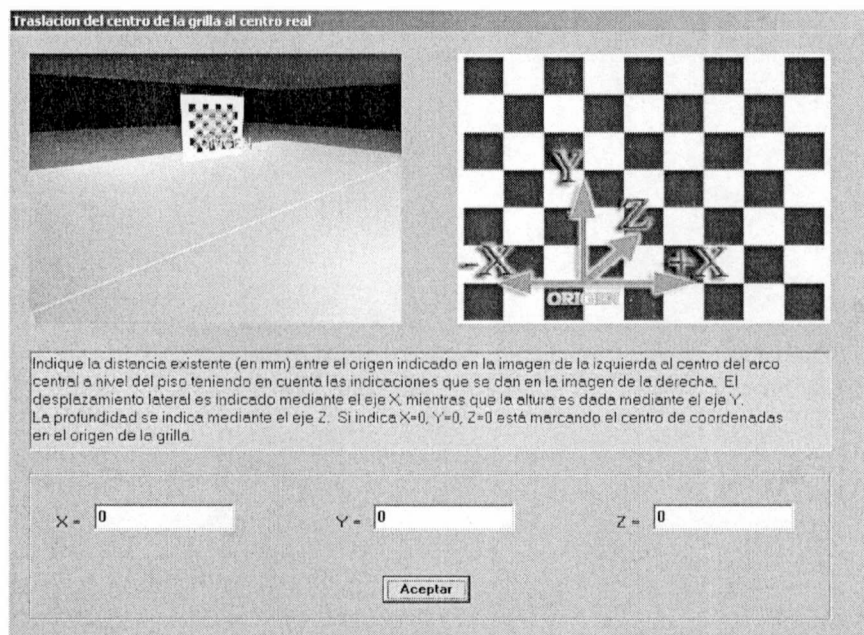 Traslacion del centro de la grilla al centro real
Y
Z
-X
+X
ORIGEN
Indique la distancia existente (en mm) entre el origen indicado en la imagen de la izquierda al centro del arco
central a nivel del piso teniendo en cuenta las indicaciones que se dan en la imagen de la derecha. El
desplazamiento lateral es indicado mediante el eje X mientras que la altura es dada mediante el eje Y.
La profundidad se indica mediante el eje Z. Si indica X=0, Y=0, Z=0 está marcando el centro de coordenadas
en el origen de la grilla.
X = 0
Y = 0
Z = 0
Aceptar